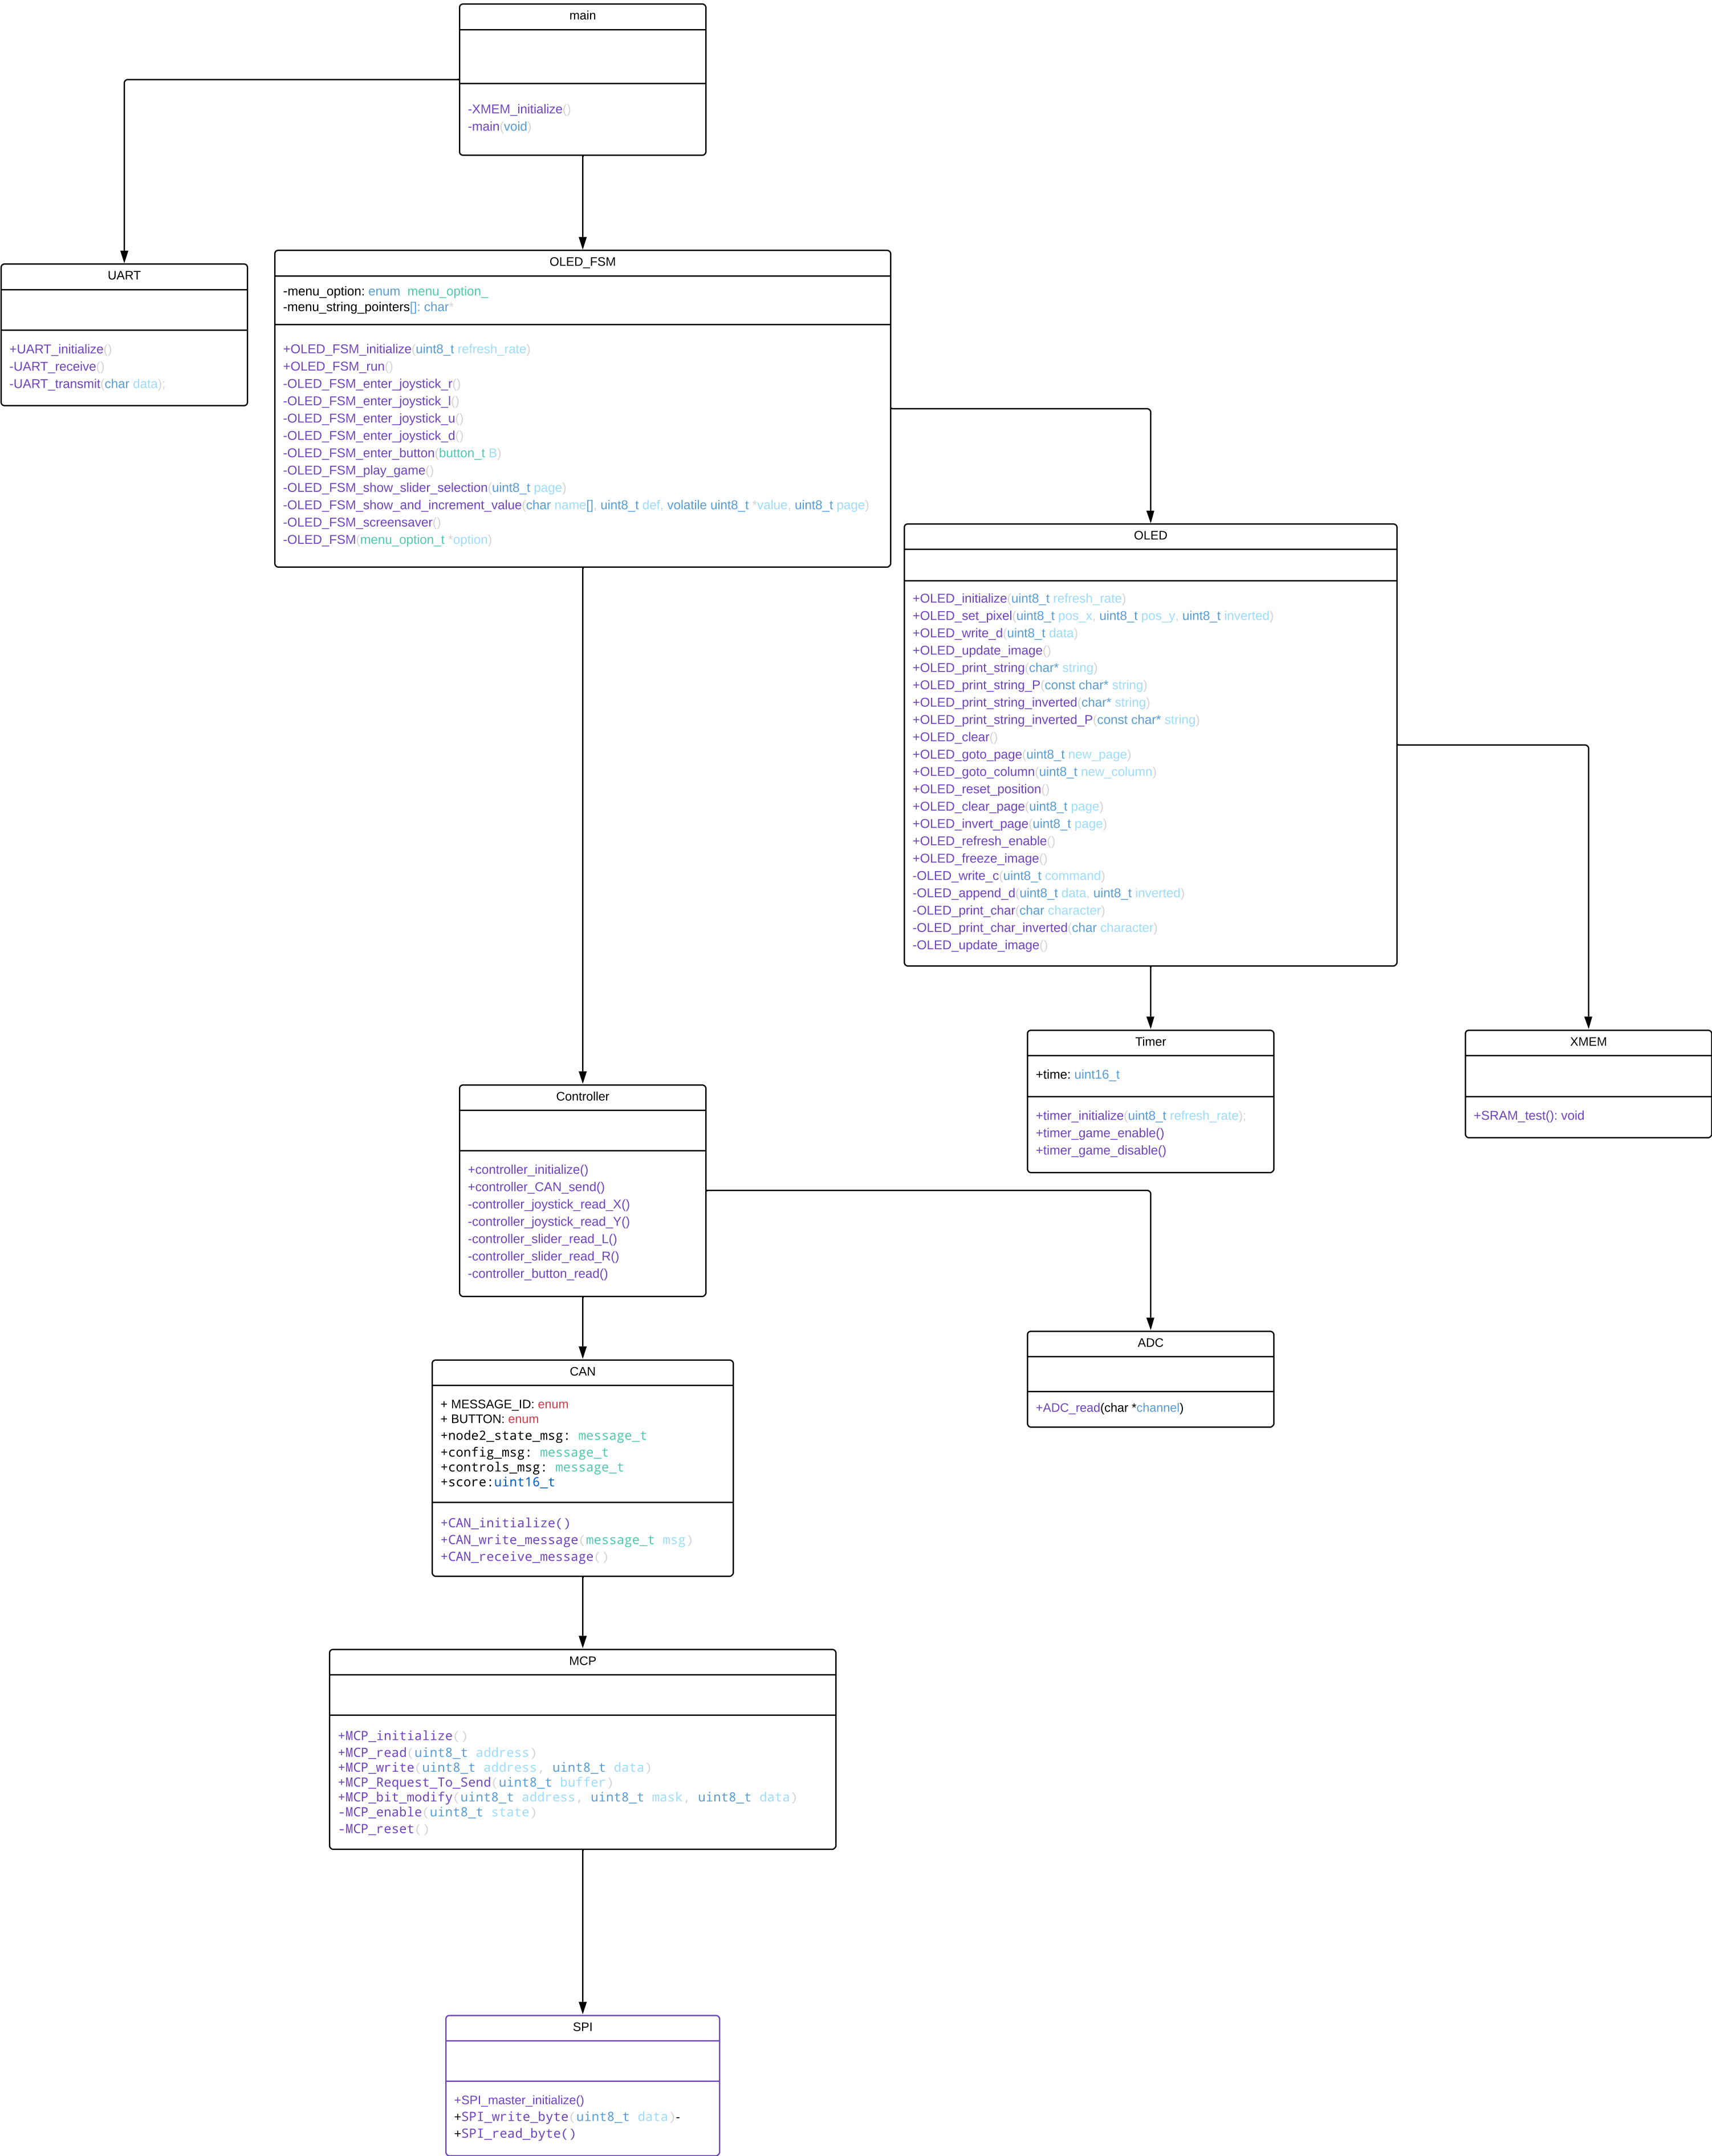 main
-XMEM_initialize()
-main(void)
UART
+UART_initialize()
-UART_receive()
-UART_transmit(char data);
OLED_FSM
-menu_option: enum  menu_option_
-menu_string_pointers[]: char*
+OLED_FSM_initialize(uint8_t refresh_rate)
+OLED_FSM_run()
-OLED_FSM_enter_joystick_r()
-OLED_FSM_enter_joystick_l()
-OLED_FSM_enter_joystick_u()
-OLED_FSM_enter_joystick_d()
-OLED_FSM_enter_button(button_t B)
-OLED_FSM_play_game()
-OLED_FSM_show_slider_selection(uint8_t page)
-OLED_FSM_show_and_increment_value(char name[], uint8_t def, volatile uint8_t *value, uint8_t page)
-OLED_FSM_screensaver()
-OLED_FSM(menu_option_t *option)
OLED
+OLED_initialize(uint8_t refresh_rate)
+OLED_set_pixel(uint8_t pos_x, uint8_t pos_y, uint8_t inverted)
+OLED_write_d(uint8_t data)
+OLED_update_image()
+OLED_print_string(char* string)
+OLED_print_string_P(const char* string)
+OLED_print_string_inverted(char* string)
+OLED_print_string_inverted_P(const char* string)
+OLED_clear()
+OLED_goto_page(uint8_t new_page)
+OLED_goto_column(uint8_t new_column)
+OLED_reset_position()
+OLED_clear_page(uint8_t page)
+OLED_invert_page(uint8_t page)
+OLED_refresh_enable()
+OLED_freeze_image()
-OLED_write_c(uint8_t command)
-OLED_append_d(uint8_t data, uint8_t inverted)
-OLED_print_char(char character)
-OLED_print_char_inverted(char character)
-OLED_update_image()
Timer
+time: uint16_t
+timer_initialize(uint8_t refresh_rate);
+timer_game_enable()
+timer_game_disable()
XMEM
+SRAM_test(): void
Controller
+controller_initialize()
+controller_CAN_send()
-controller_joystick_read_X()
-controller_joystick_read_Y()
-controller_slider_read_L()
-controller_slider_read_R()
-controller_button_read()
ADC
+ADC_read(char *channel)
CAN
+ MESSAGE_ID: enum
+ BUTTON: enum
+node2_state_msg: message_t
+config_msg: message_t
+controls_msg: message_t
+score:uint16_t
+CAN_initialize()
+CAN_write_message(message_t msg)
+CAN_receive_message()
MCP
+MCP_initialize()
+MCP_read(uint8_t address)
+MCP_write(uint8_t address, uint8_t data)
+MCP_Request_To_Send(uint8_t buffer)
+MCP_bit_modify(uint8_t address, uint8_t mask, uint8_t data)
-MCP_enable(uint8_t state)
-MCP_reset()
SPI
+SPI_master_initialize()
+SPI_write_byte(uint8_t data)-
+SPI_read_byte()